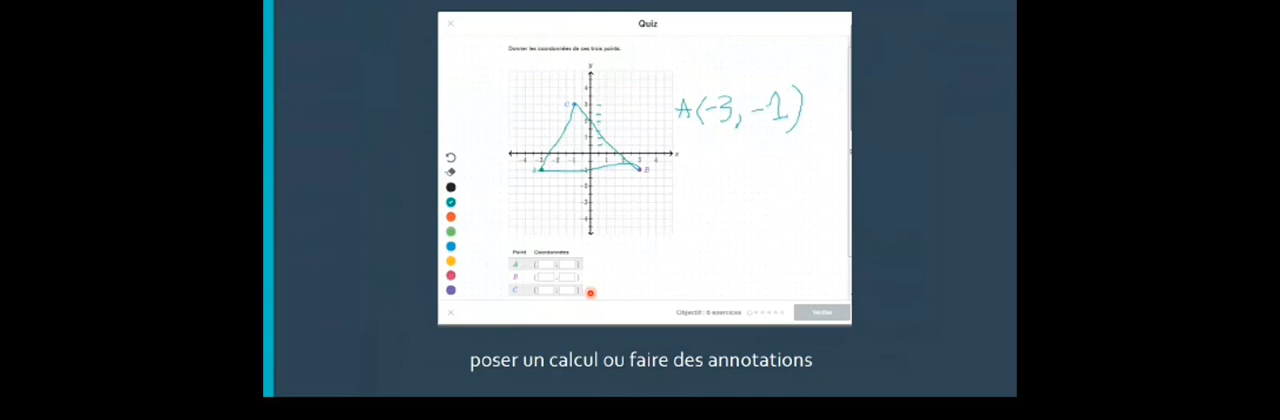 Quiz
Donner les coordonnées de ces trois points.
y
C
A(-3, -1)
x
A
B
Point Coordonnées
A ( , )
B ( , )
C ( , )
Objectif : 6 exercices
Vérifier
poser un calcul ou faire des annotations